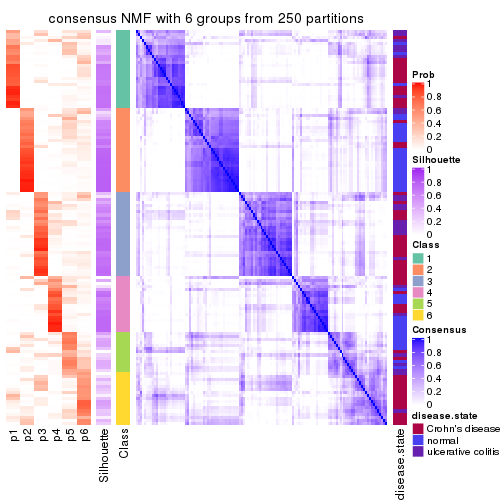 consensus NMF with 6 groups from 250 partitions
Prob
1
0.8
0.6
0.4
0.2
0
Silhouette
1
0.8
0.6
0.4
0.2
0
Class
1
2
3
4
5
6
Consensus
1
0.8
0.6
0.4
0.2
0
disease.state
Crohn's disease
normal
ulcerative colitis
p1
p2
p3
p4
p5
p6
Silhouette
Class
disease.state